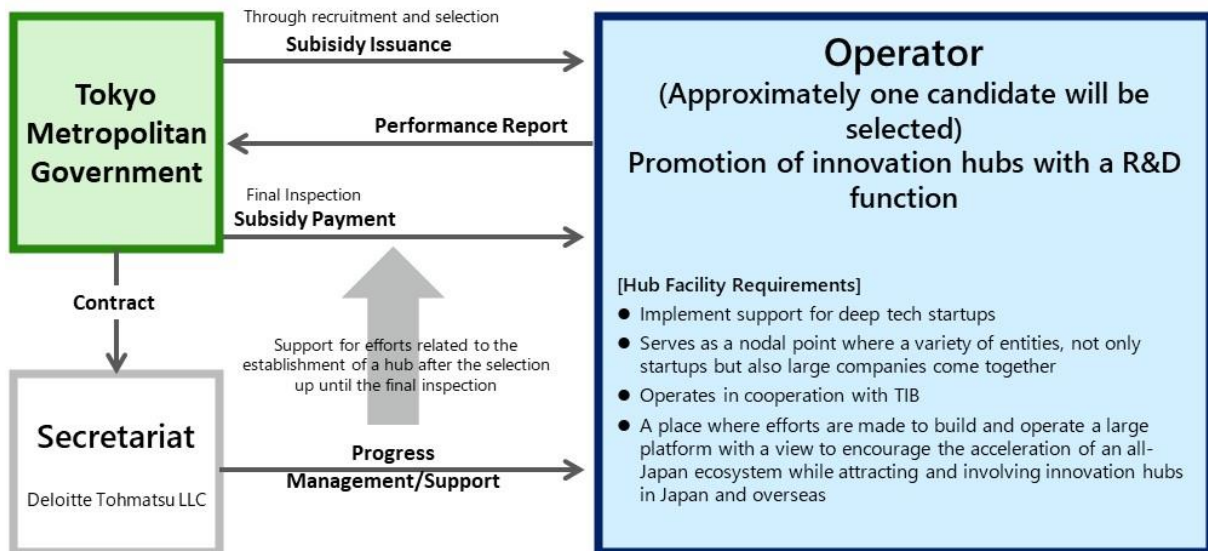 Through recruitment and selection
Subisidy Issuance
Tokyo
Metropolitan
Government
Performance Report
Final Inspection
Subsidy Payment
Contract
Support for efforts related to the
establishment of a hub after the selection
up until the final inspection
Secretariat
Deloitte Tohmatsu LLC
Progress
Management/Support
Operator
(Approximately one candidate will be
selected)
Promotion of innovation hubs with a R&D
function
[Hub Facility Requirements]
● Implement support for deep tech startups
● Serves as a nodal point where a variety of entities, not only
startups but also large companies come together
● Operates in cooperation with TIB
● A place where efforts are made to build and operate a large
platform with a view to encourage the acceleration of an all-
Japan ecosystem while attracting and involving innovation hubs
in Japan and overseas